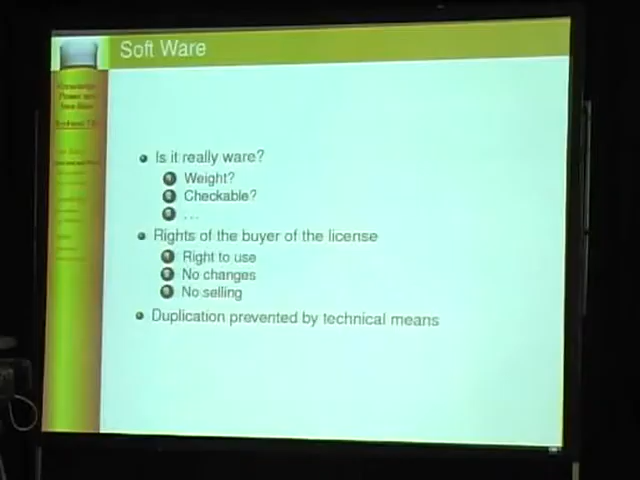 Soft Ware
Is it really ware?
Weight?
Checkable?
...
Rights of the buyer of the license
Right to use
No changes
No selling
Duplication prevented by technical means